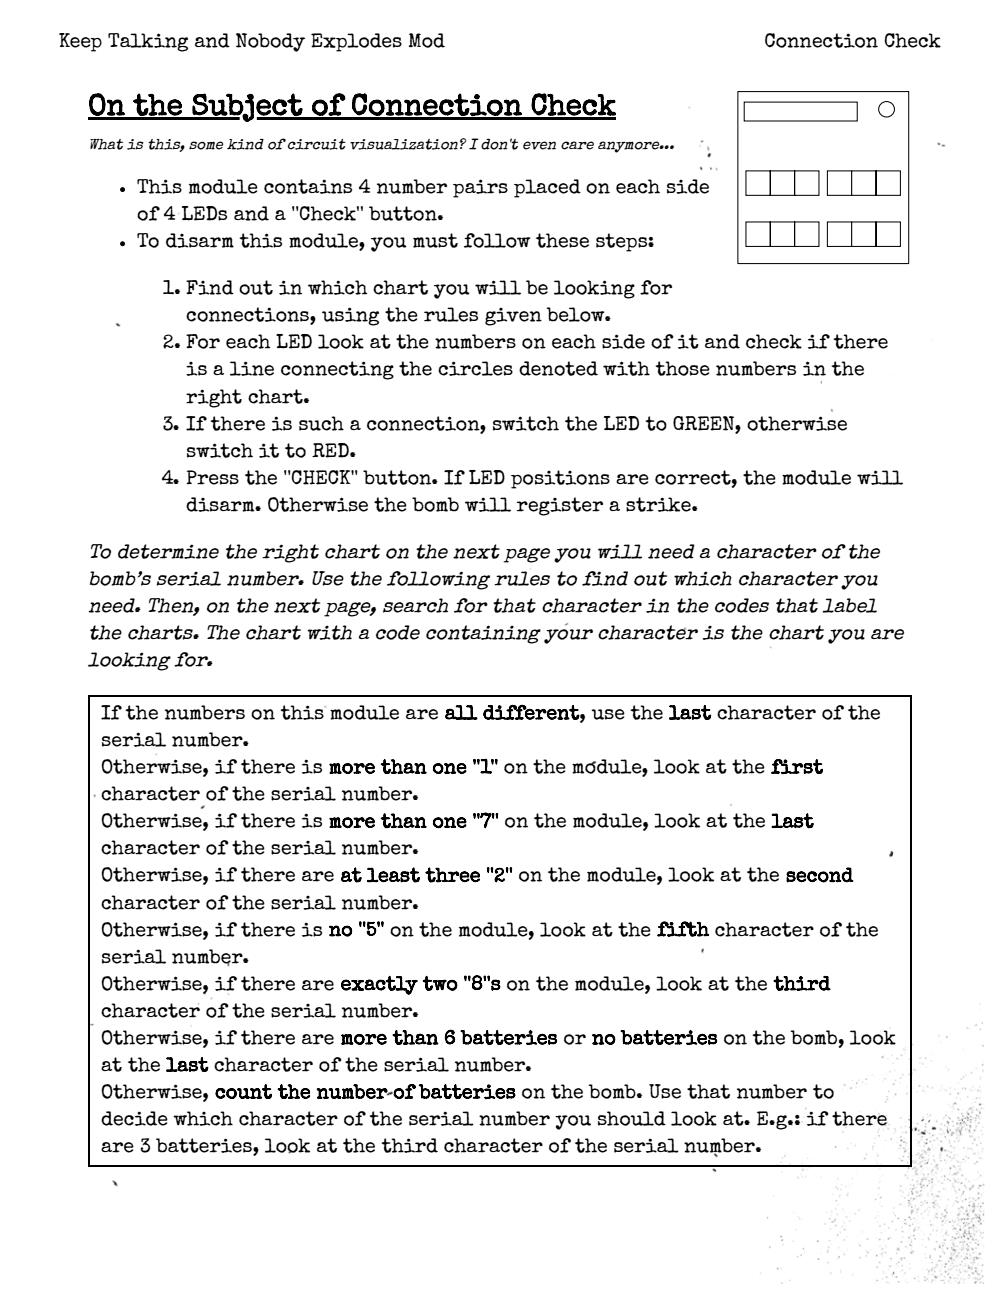 Keep Talking and Nobody Explodes Mod
Connection Check
On the Subject of Connection Check
What is this, some kind of circuit visualization? I don't even care anymore...
• This module contains 4 number pairs placed on each side
of 4 LEDs and a "Check" button.
• To disarm this module, you must follow these steps:
1. Find out in which chart you will be looking for
connections, using the rules given below.
2. For each LED look at the numbers on each side of it and check if there
is a line connecting the circles denoted with those numbers in the
right chart.
3. If there is such a connection, switch the LED to GREEN, otherwise
switch it to RED.
4. Press the "CHECK" button. If LED positions are correct, the module will
disarm. Otherwise the bomb will register a strike.
To determine the right chart on the next page you will need a character of the
bomb's serial number. Use the following rules to find out which character you
need. Then, on the next page, search for that character in the codes that label
the charts. The chart with a code containing your character is the chart you are
looking for.
If the numbers on this module are all different, use the last character of the
serial number.
Otherwise, if there is more than one "1" on the module, look at the first
character of the serial number.
Otherwise, if there is more than one "7" on the module, look at the last
character of the serial number.
Otherwise, if there are at least three "2" on the module, look at the second
character of the serial number.
Otherwise, if there is no "5" on the module, look at the fifth character of the
serial number.
Otherwise, if there are exactly two "8"s on the module, look at the third
character of the serial number.
Otherwise, if there are more than 6 batteries or no batteries on the bomb, look
at the last character of the serial number.
Otherwise, count the number of batteries on the bomb. Use that number to
decide which character of the serial number you should look at. E.g.: if there
are 3 batteries, look at the third character of the serial number.